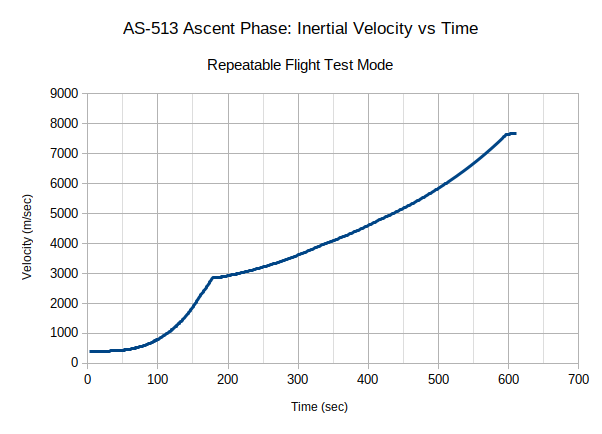 AS-513 Ascent Phase: Inertial Velocity vs Time
Repeatable Flight Test Mode
9000
8000
7000
6000
5000
4000
3000
2000
1000
0
Velocity (m/sec)
0 100 200 300 400 500 600 700
Time (sec)